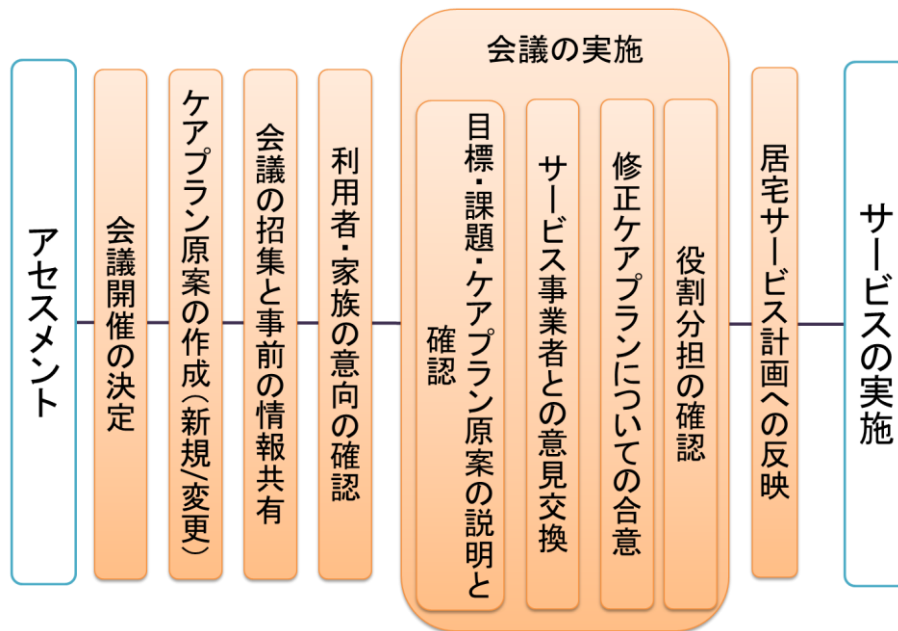 アセスメント
会議開催の決定
ケアプラン原案の作成(新規/変更)
会議の招集と事前の情報共有
利用者・家族の意向の確認
会議の実施
目標・課題・ケアプラン原案の説明と
確認
サービス事業者との意見交換
修正ケアプランについての合意
役割分担の確認
居宅サービス計画への反映
サービスの実施